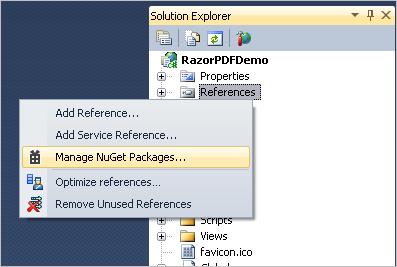 Solution Explorer
RazorPDFDemo
Properties
References
Add Reference...
Add Service Reference...
Manage NuGet Packages...
Optimize references...
Remove Unused References
Scripts
Views
favicon.ico